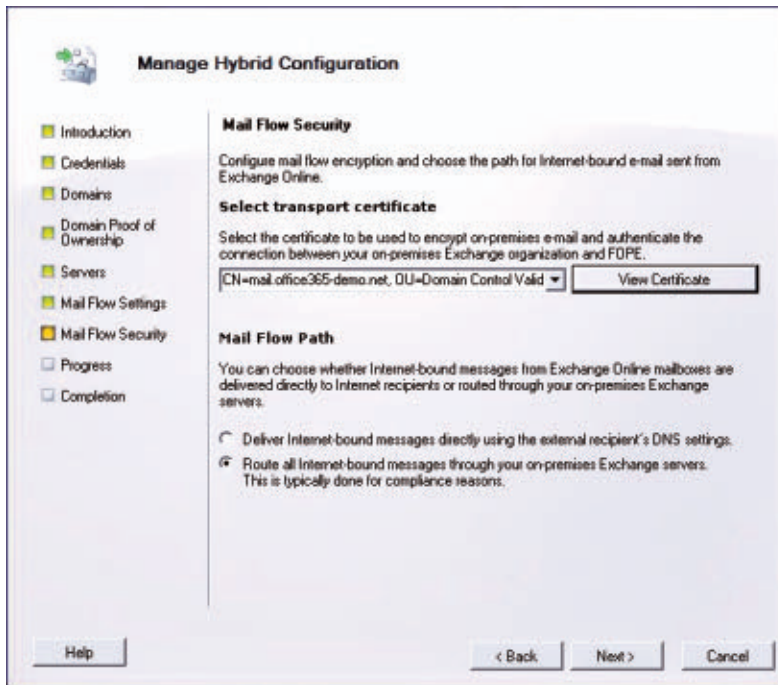 Manage Hybrid Configuration
Introduction
Credentials
Domains
Domain Proof of
Ownership
Servers
Mail Flow Settings
Mail Flow Security
Progress
Completion
Mail Flow Security
Configure mail flow encryption and choose the path for Internet-bound e-mail sent from
Exchange Online.
Select transport certificate
Select the certificate to be used to encrypt on-premises e-mail and authenticate the
connection between your on-premises Exchange organization and FOPE.
CN=mail.office365-demo.net, OU=Domain Control Valid
View Certificate
Mail Flow Path
You can choose whether Internet-bound messages from Exchange Online mailboxes are
delivered directly to Internet recipients or routed through your on-premises Exchange
servers.
Deliver Internet-bound messages directly using the external recipient's DNS settings.
Route all Internet-bound messages through your on-premises Exchange servers.
This is typically done for compliance reasons.
Help
< Back
Next >
Cancel